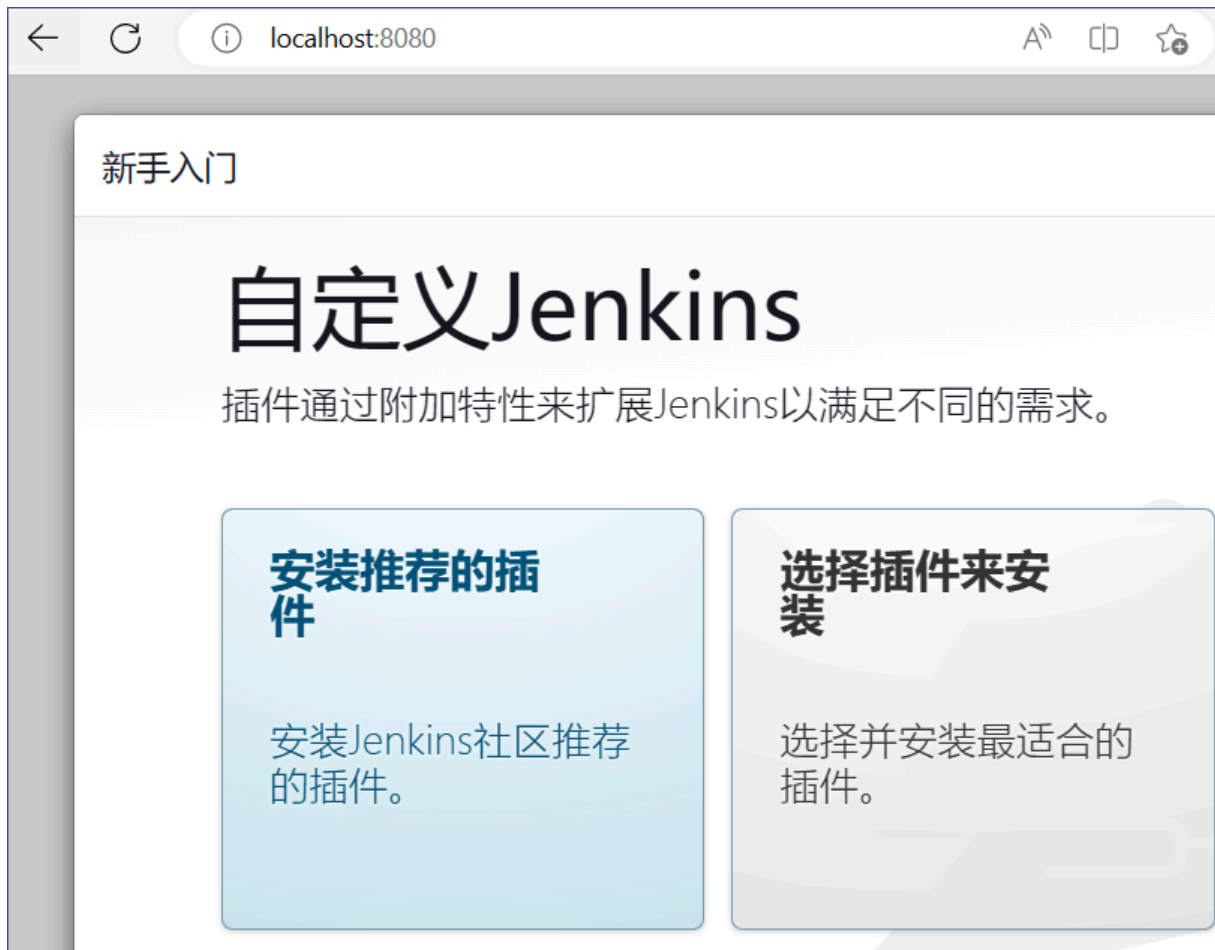 localhost:8080
新手入门
自定义Jenkins
插件通过附加特性来扩展Jenkins以满足不同的需求。
安装推荐的插
件
安装Jenkins社区推荐
的插件。
选择插件来安
装
选择并安装最适合的
插件。